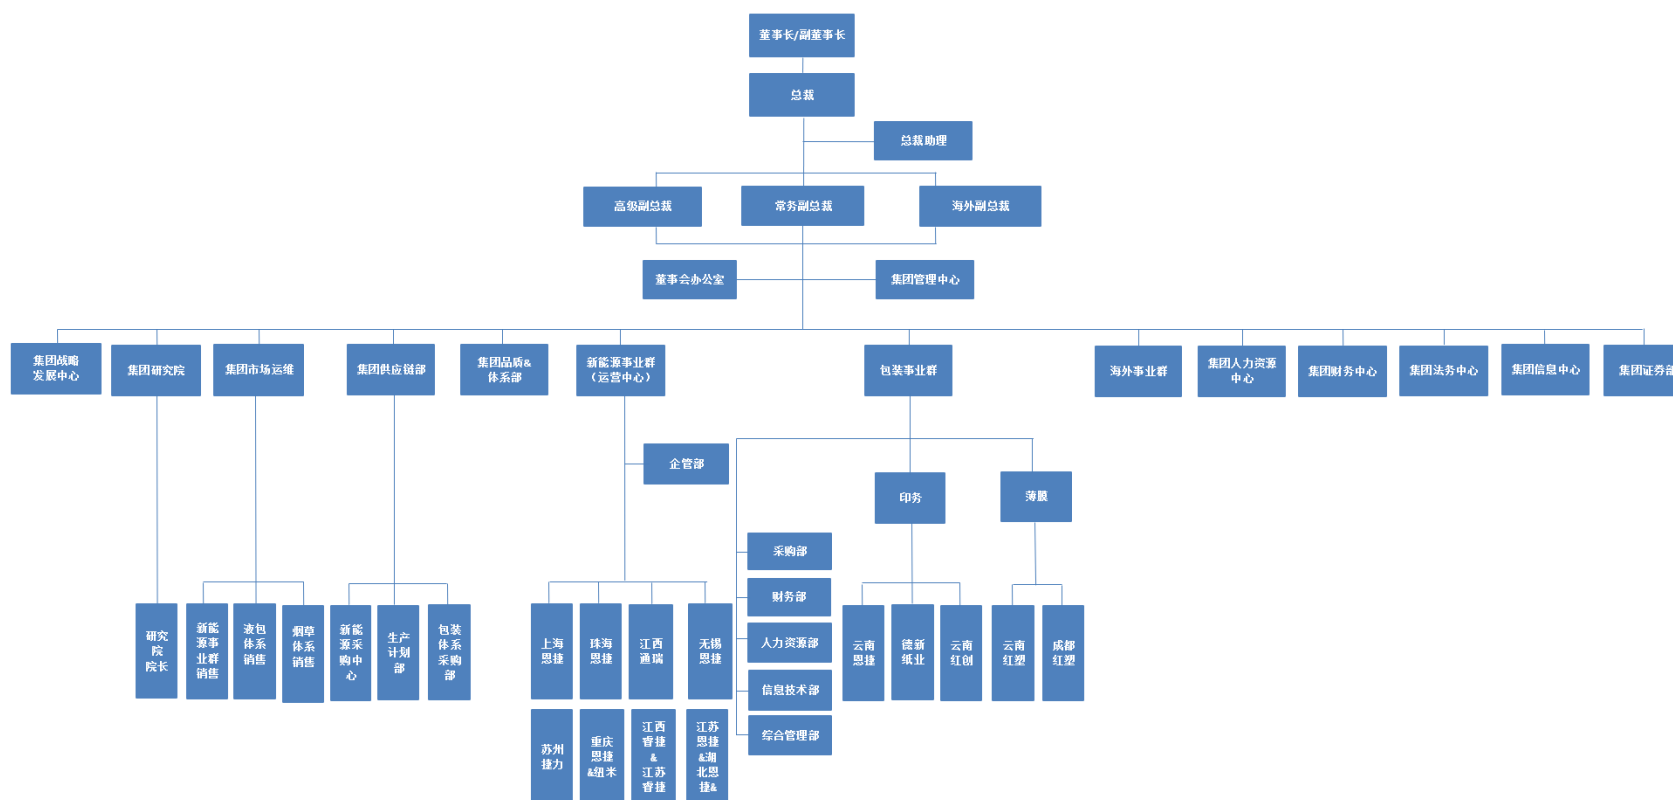 董事长/副董事长
总裁
总裁助理
高级副总裁
常务副总裁
海外副总裁
董事会办公室
集团管理中心
集团战略
发展中心
集团研究院
集团市场运维
集团供应链部
集团品质&
体系部
新能源事业群
（运营中心）
包装事业群
海外事业群
集团人力资源
中心
集团财务中心
集团法务中心
集团信息中心
集团证券部
企管部
印务
薄膜
采购部
财务部
人力资源部
信息技术部
综合管理部
研究
院
院长
新能
源事
业群
销售
液包
体系
销售
烟草
体系
销售
新能
源采
购中
心
生产
计划
部
包装
体系
采购
部
上海
恩捷
珠海
恩捷
江西
通瑞
无锡
恩捷
云南
恩捷
德新
纸业
云南
红创
云南
红塑
成都
红塑
苏州
捷力
重庆
恩捷
&纽米
江西
睿捷
&
江苏
睿捷
江苏
恩捷
&湖
北恩
捷&